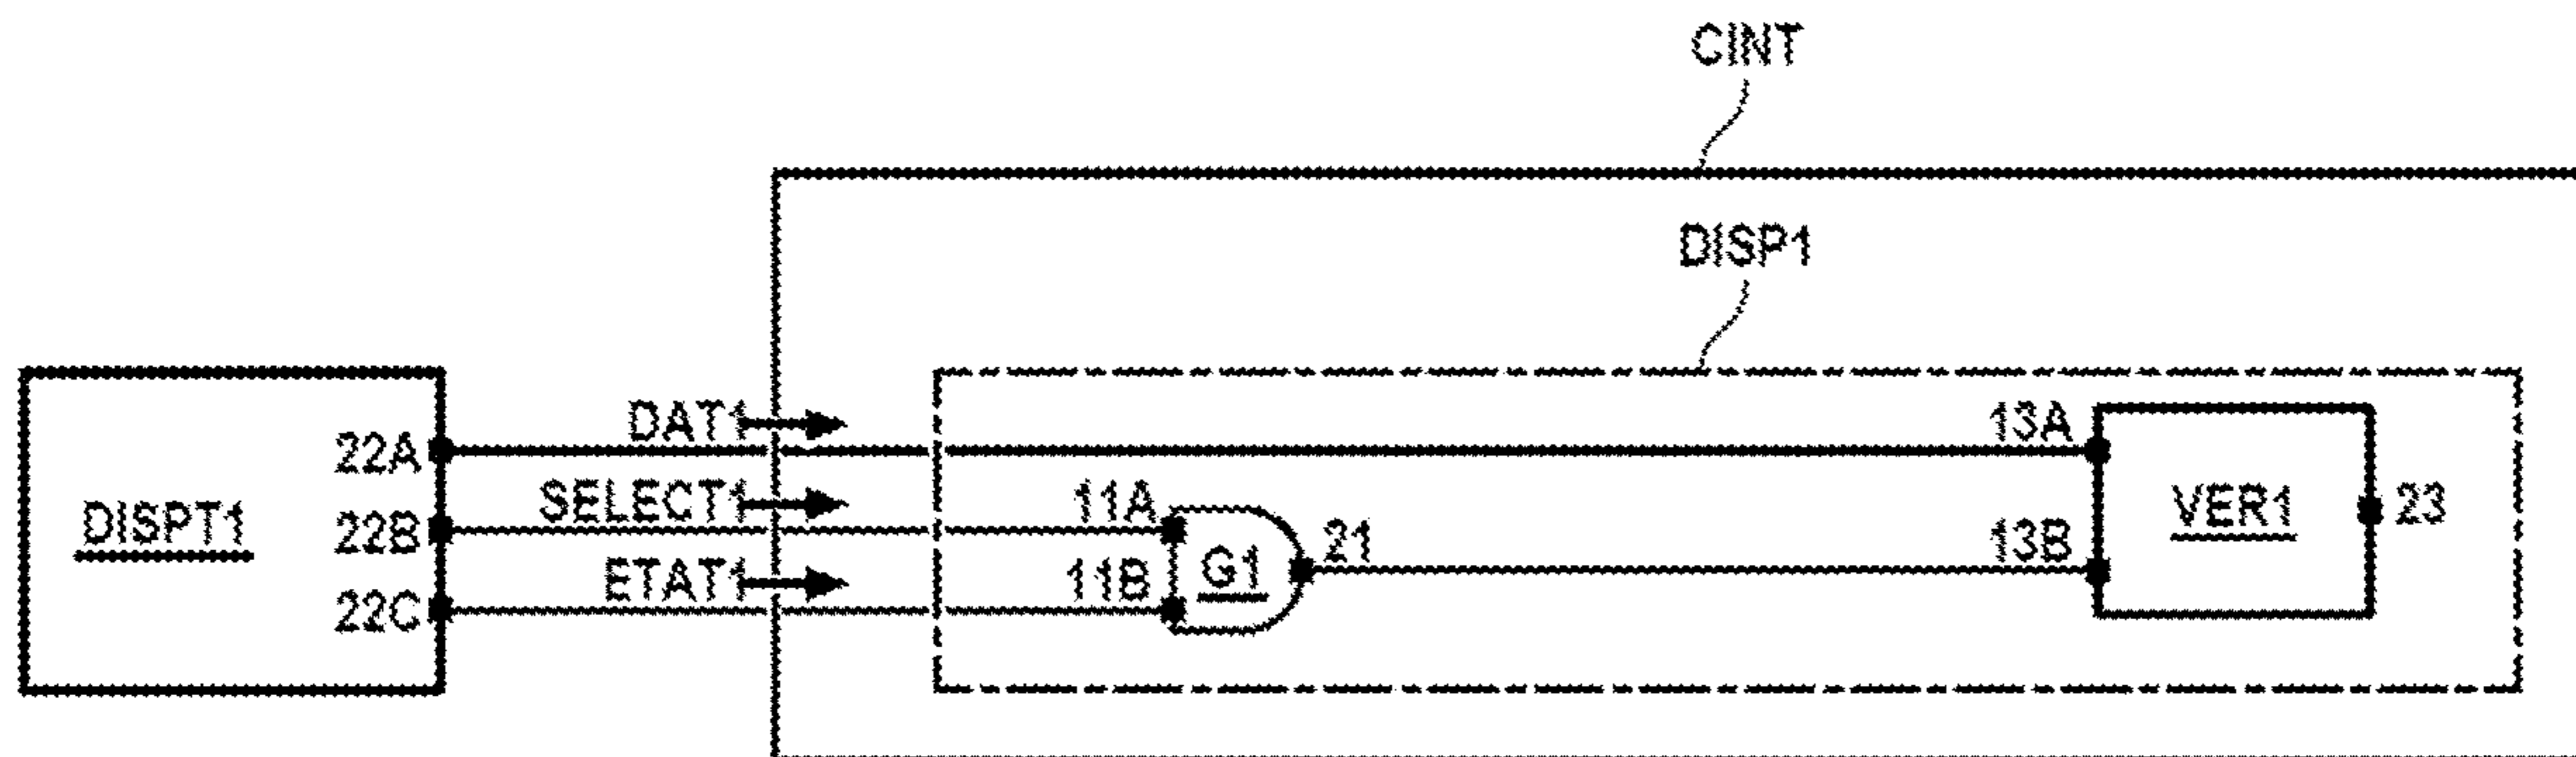 CINT
DISP1
DAT1
13A
22A
SELECT1
11A
VER1
23
DISPT1
22B
21
13B
ETAT1
11B
G1
22C